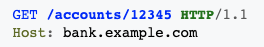 GET /accounts/12345 HTTP/1.1
Host: bank.example.com